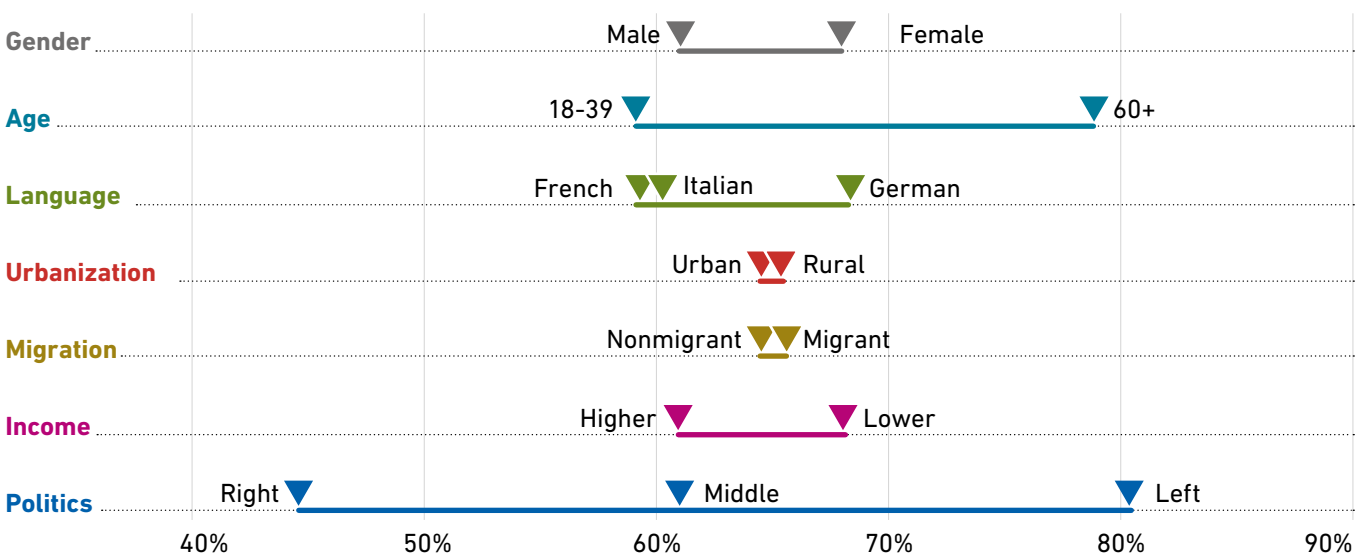 Gender Male Female
Age 18-39 60+
Language French Italian German
Urbanization Urban Rural
Migration Nonmigrant Migrant
Income Higher Lower
Politics Right Middle Left
40% 50% 60% 70% 80% 90%